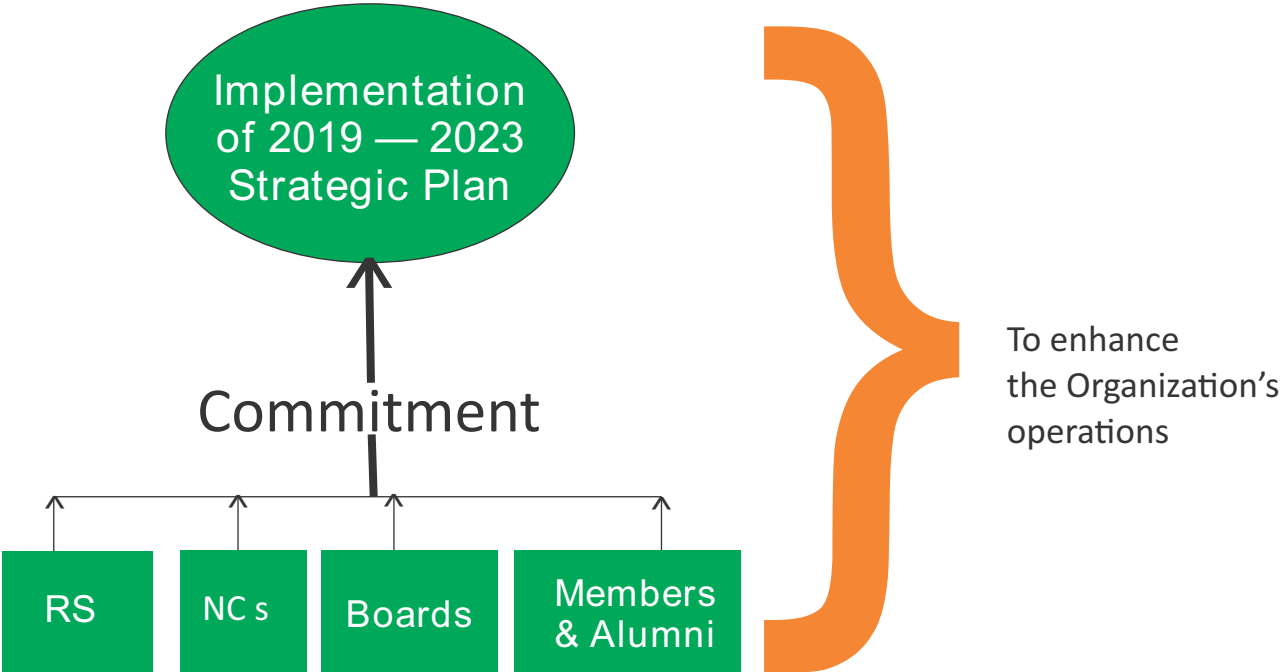 Implementation
of 2019 — 2023
Strategic Plan
Commitment
To enhance
the Organization’s
operations
RS
NC s
Boards
Members
& Alumni